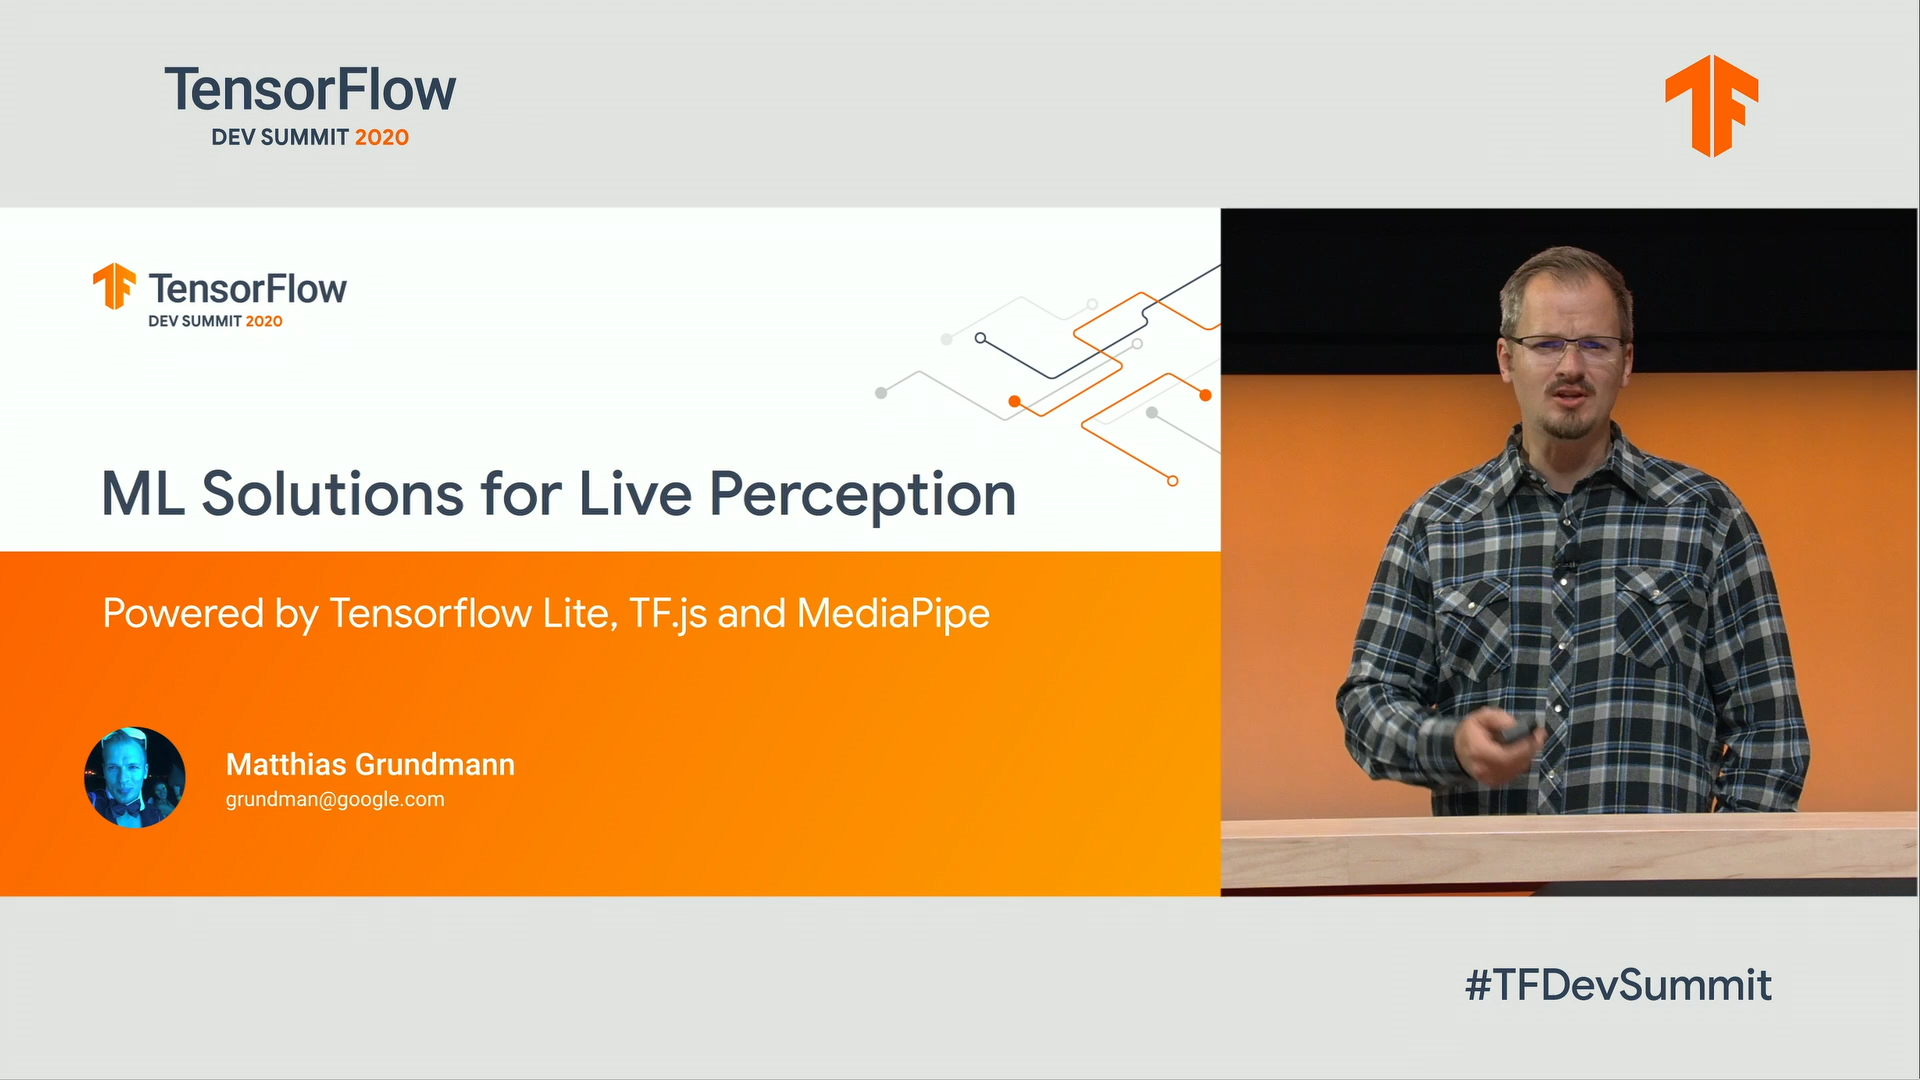 TensorFlow
DEV SUMMIT 2020
TensorFlow
DEV SUMMIT 2020
ML Solutions for Live Perception
Powered by Tensorflow Lite, TF.js and MediaPipe
Matthias Grundmann
grundman@google.com
#TFDevSummit